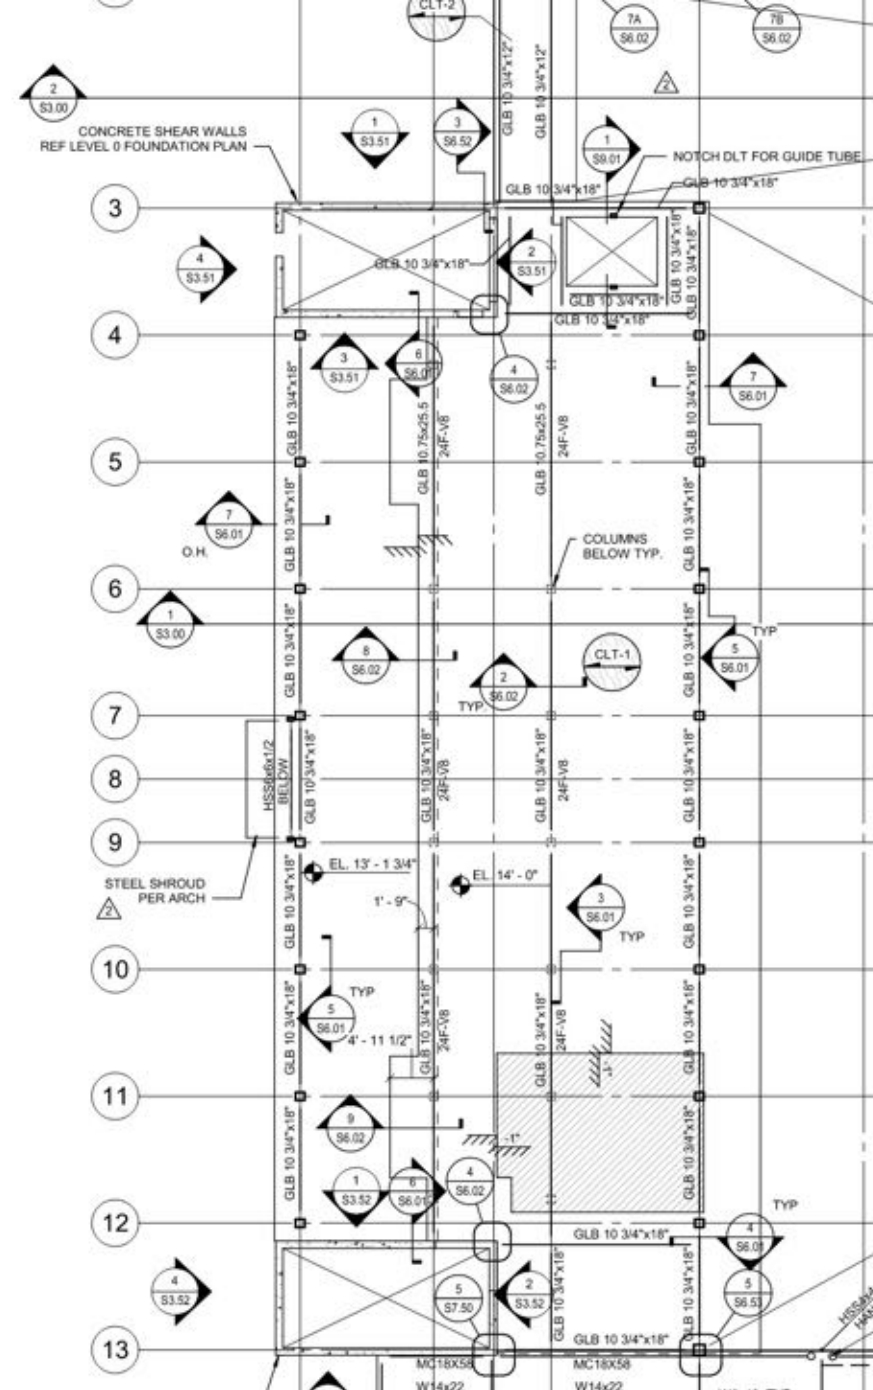 CLT-2
7A
S6.02
7B
S6.02
GLB 10 3/4"x12"
GLB 10 3/4"x12"
2
2
S3.00
CONCRETE SHEAR WALLS
REF LEVEL 0 FOUNDATION PLAN
1
S3.51
3
S6.52
1
S9.01
NOTCH DLT FOR GUIDE TUBE
GLB 10 3/4"x18"
GLB 10 3/4"x18"
3
4
S3.51
GLB 10 3/4"x18"
2
S3.51
GLB 10 3/4"x18"
GLB 10 3/4"x18"
GLB 10 3/4"x18"
GLB 10 3/4"x18"
4
3
S3.51
6
S6.01
4
S6.02
7
S6.01
GLB 10 3/4"x18"
GLB 10.75x25.5
24F-V8
GLB 10.75x25.5
24F-V8
GLB 10 3/4"x18"
5
7
S6.01
O.H.
GLB 10 3/4"x18"
GLB 10 3/4"x18"
COLUMNS
BELOW TYP.
6
1
S3.00
GLB 10 3/4"x18"
GLB 10 3/4"x18"
TYP
5
S6.01
8
S6.02
2
S6.02
TYP.
CLT-1
7
HSS6x6x1/2
BELOW
GLB 10 3/4"x18"
GLB 10 3/4"x18"
24F-V8
GLB 10 3/4"x18"
24F-V8
GLB 10 3/4"x18"
8
9
EL. 13' - 1 3/4"
EL. 14' - 0"
STEEL SHROUD
PER ARCH
2
GLB 10 3/4"x18"
1' - 9"
3
S6.01
TYP
GLB 10 3/4"x18"
10
TYP
5
S6.01
4' - 11 1/2"
GLB 10 3/4"x18"
GLB 10 3/4"x18"
24F-V8
GLB 10 3/4"x18"
24F-V8
GLB 10 3/4"x18"
-1"
11
9
S6.02
-1"
GLB 10 3/4"x18"
GLB 10 3/4"x18"
1
S3.52
6
S6.01
4
S6.02
12
TYP
4
S6.01
GLB 10 3/4"x18"
4
S3.52
5
S7.50
2
S3.52
GLB 10 3/4"x18"
GLB 10 3/4"x18"
5
S6.53
GLB 10 3/4"x18"
13
MC18X58
MC18X58
W14x22
W14x22